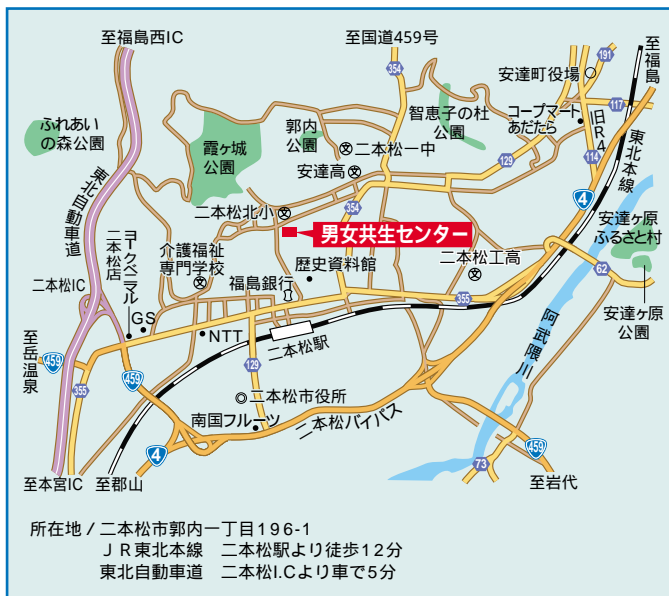 至福島西IC
至国道459号
至福島
354
191
安達町役場
117
コープマート
あだたら
旧R4
114
東北本線
智恵子の杜
公園
129
ふれあい
の森公園
霞ヶ城
公園
郭内
公園
二本松一中
安達高
東北自動車道
二本松北小
354
男女共生センター
4
安達ヶ原
ふるさと村
62
安達ヶ原
公園
ヨークベニマル
二本松店
介護福祉
専門学校
福島銀行
歴史資料館
二本松工高
355
二本松IC
GS
NTT
二本松駅
阿武隈川
至岳温泉
459
355
459
129
二本松市役所
南国フルーツ
二本松バイパス
4
459
73
至本宮IC
至郡山
至岩代
所在地/二本松市郭内一丁目196-1
JR東北本線 二本松駅より徒歩12分
東北自動車道 二本松I.Cより車で5分